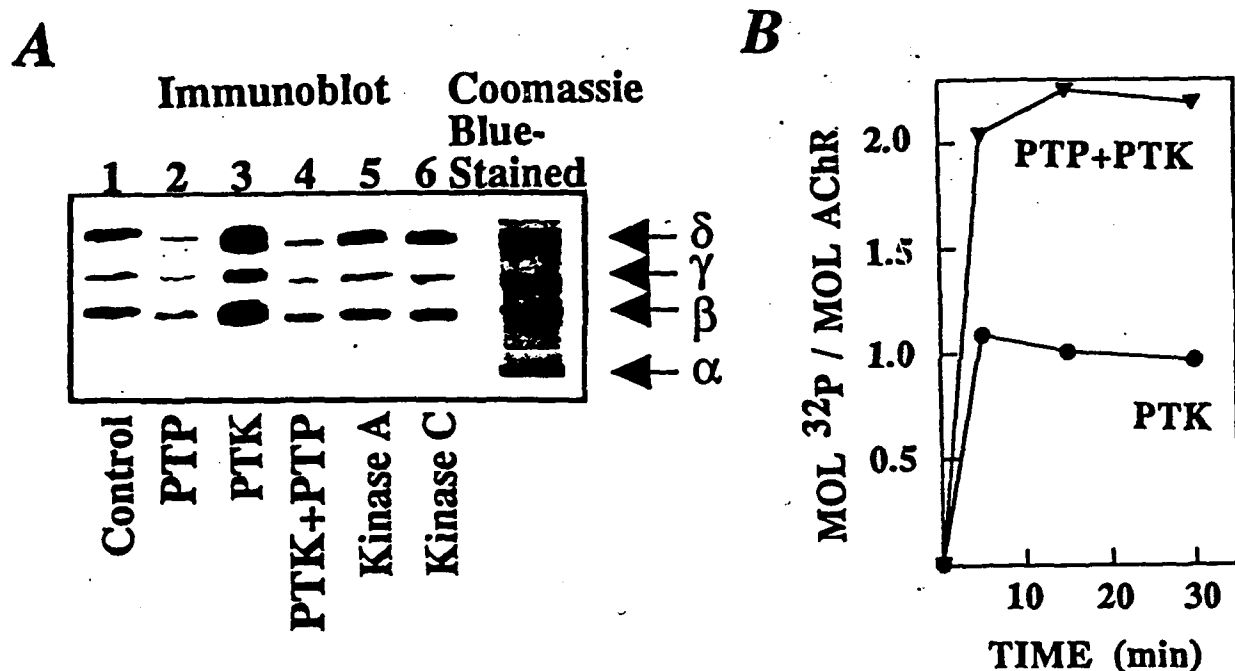 A
Immunoblot
Coomassie
Blue-
Stained
1 2 3 4 5 6
δ
γ
β
α
Control
PTP
PTK
PTK+PTP
Kinase A
Kinase C
B
MOL 32P / MOL AChR
2.0
1.5
1.0
0.5
PTP+PTK
PTK
10 20 30
TIME (min)